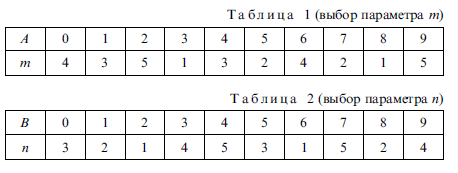 Таблица 1 (выбор параметра m)
A 0 1 2 3 4 5 6 7 8 9
m 4 3 5 1 3 2 4 2 1 5
Таблица 2 (выбор параметра n)
B 0 1 2 3 4 5 6 7 8 9
n 3 2 1 4 5 3 1 5 2 4